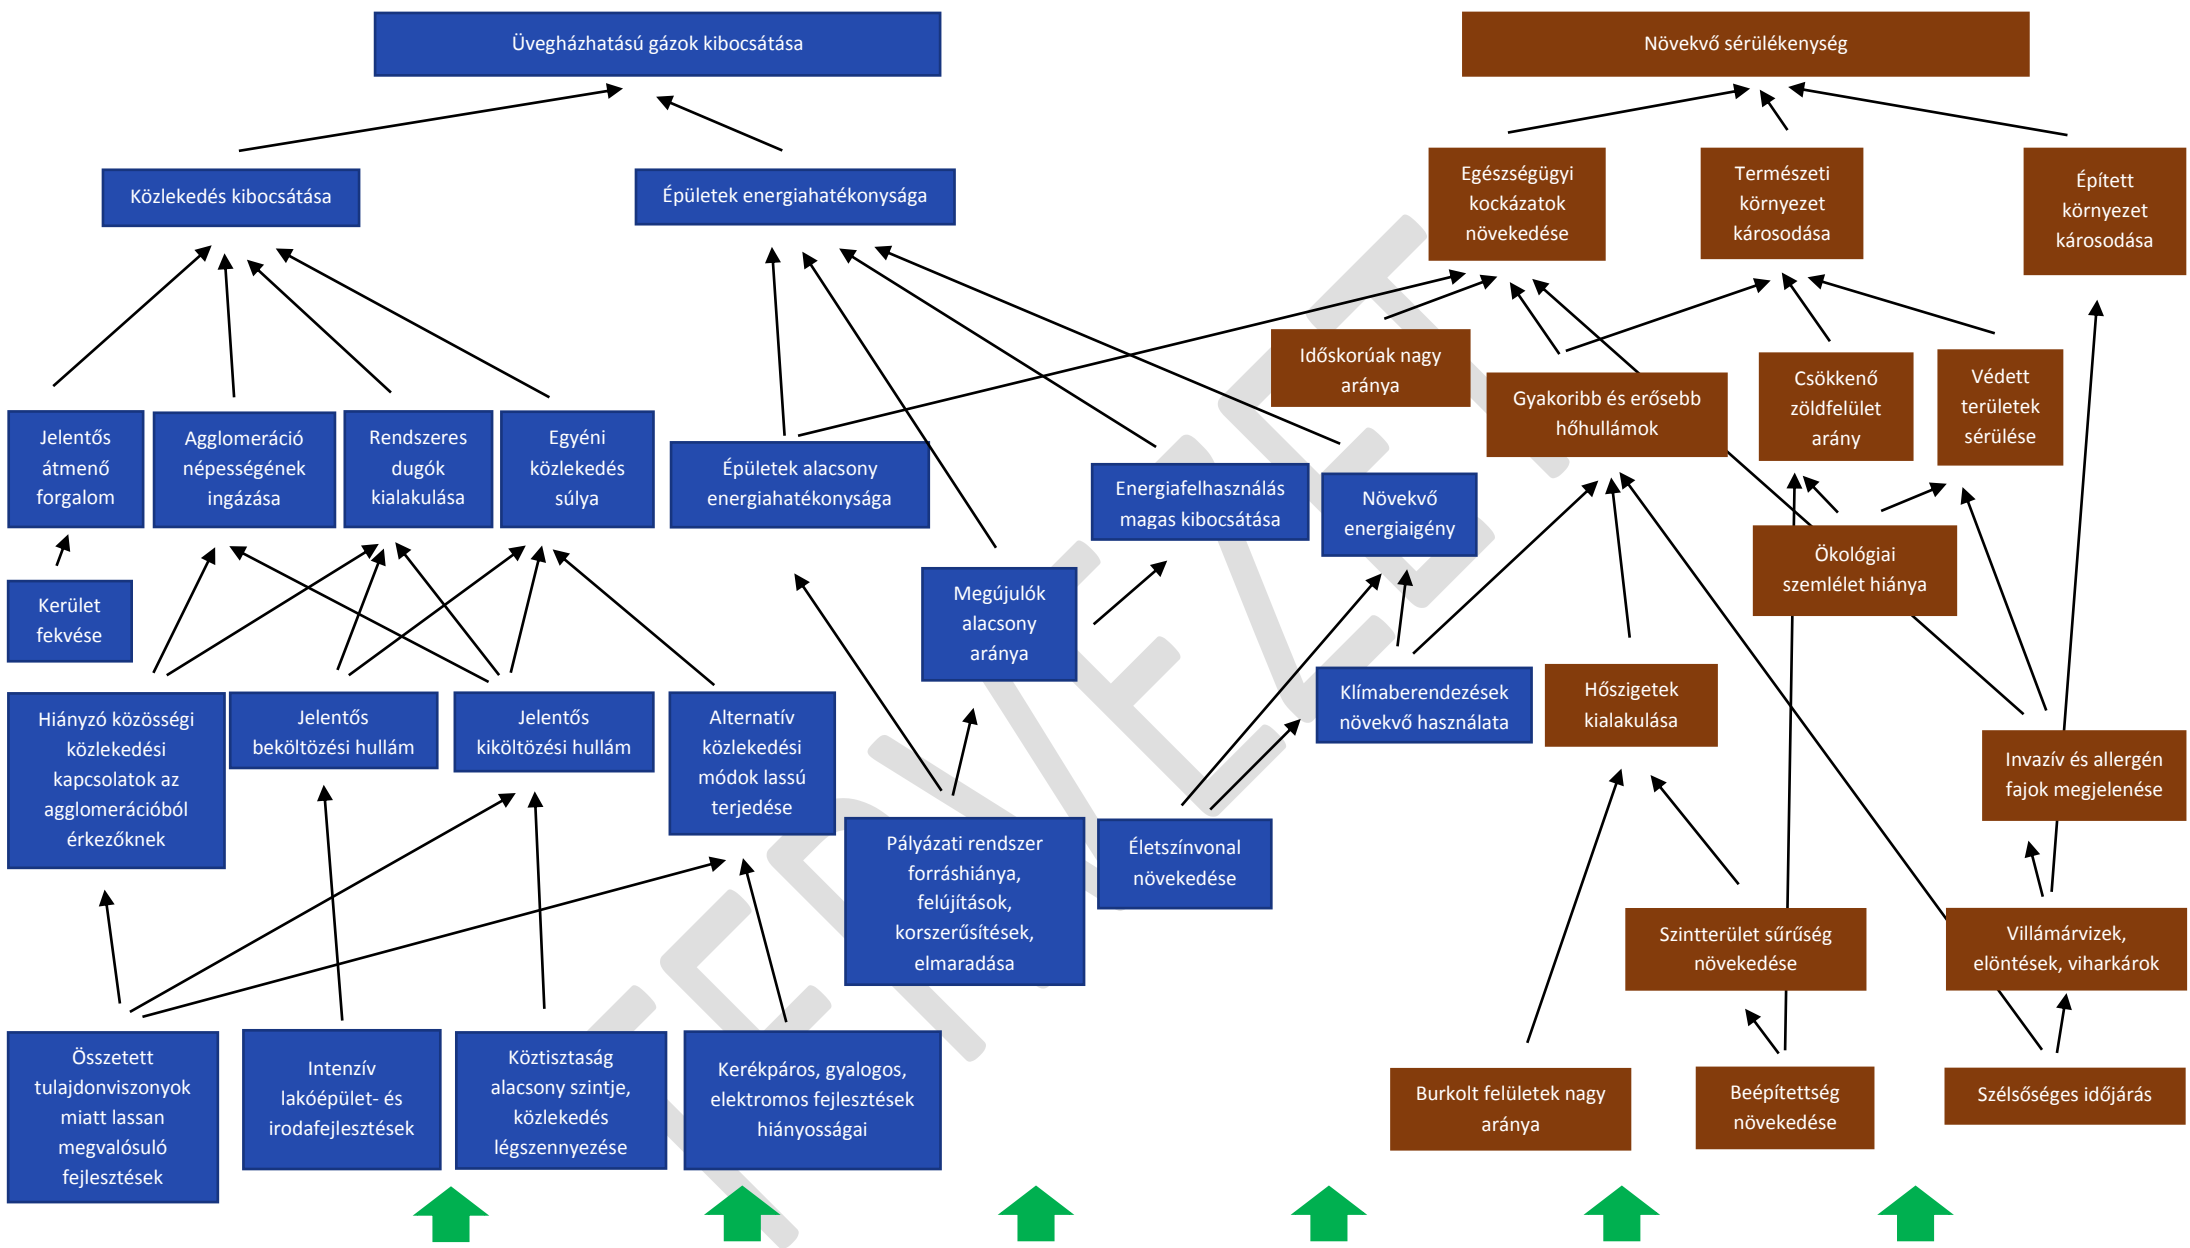 Üvegházhatású gázok kibocsátása
Növekvő sérülékenység
Közlekedés kibocsátása
Épületek energiahatékonysága
Egészségügyi
kockázatok
növekedése
Természeti
környezet
károsodása
Épített
környezet
károsodása
Időskorúak nagy
aránya
Gyakoribb és erősebb
hőhullámok
Csökkenő
zöldfelület
arány
Védett
területek
sérülése
Jelentős
átmenő
forgalom
Agglomeráció
népességének
ingázása
Rendszeres
dugók
kialakulása
Egyéni
közlekedés
súlya
Épületek alacsony
energiahatékonysága
Energiafelhasználás
magas kibocsátása
Növekvő
energiaigény
Ökológiai
szemlélet hiánya
Kerület
fekvése
Megújulók
alacsony
aránya
Hiányzó közösségi
közlekedési
kapcsolatok az
agglomerációból
érkezőknek
Jelentős
beköltözési hullám
Jelentős
kiköltözési hullám
Alternatív
közlekedési
módok lassú
terjedése
Klímaberendezések
növekvő használata
Hőszigetek
kialakulása
Invazív és allergén
fajok megjelenése
Pályázati rendszer
forráshiánya,
felújítások,
korszerűsítések,
elmaradása
Életszínvonal
növekedése
Szintterület sűrűség
növekedése
Villámárvizek,
elöntések, viharkárok
Összetett
tulajdonviszonyok
miatt lassan
megvalósuló
fejlesztések
Intenzív
lakóépület- és
irodafejlesztések
Köztisztaság
alacsony szintje,
közlekedés
légszennyezése
Kerékpáros, gyalogos,
elektromos fejlesztések
hiányosságai
Burkolt felületek nagy
aránya
Beépítettség
növekedése
Szélsőséges időjárás
TERVEZET